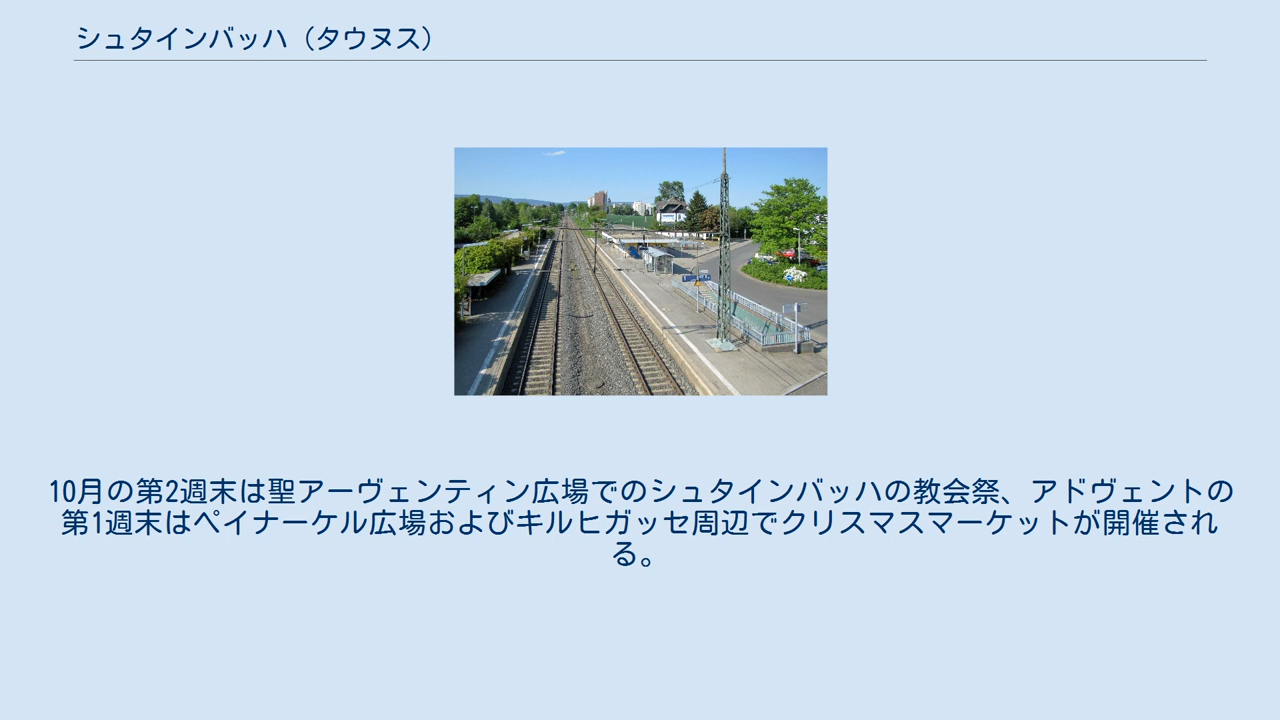 シュタインバッハ（タウヌス）
10月の第2週末は聖アーヴェンティン広場でのシュタインバッハの教会祭、アドヴェントの
第1週末はペイナーケル広場およびキルヒガッセ周辺でクリスマスマーケットが開催され
る。